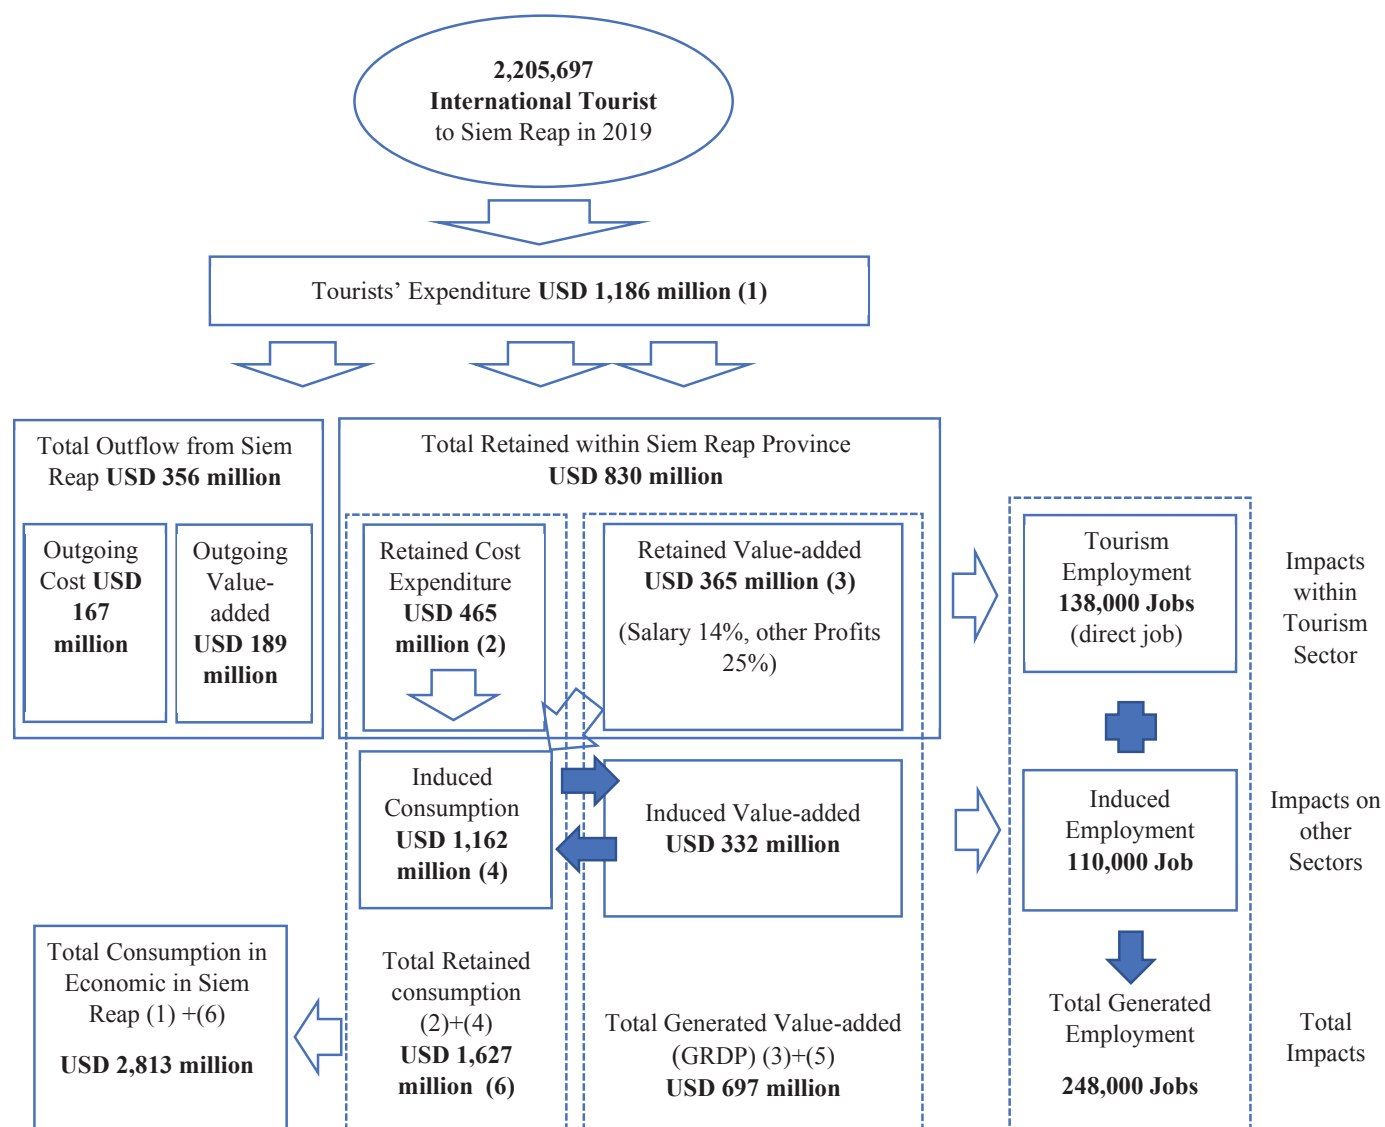 2,205,697
International Tourist
to Siem Reap in 2019
Tourists’ Expenditure USD 1,186 million (1)
Total Outflow from Siem
Reap USD 356 million
Outgoing
Cost USD
167
million
Outgoing
Value-
added
USD 189
million
Total Retained within Siem Reap Province
USD 830 million
Retained Cost
Expenditure
USD 465
million (2)
Retained Value-added
USD 365 million (3)
(Salary 14%, other Profits
25%)
Tourism
Employment
138,000 Jobs
(direct job)
Impacts
within
Tourism
Sector
Induced
Consumption
USD 1,162
million (4)
Induced Value-added
USD 332 million
Induced
Employment
110,000 Job
Impacts on
other
Sectors
Total Consumption in
Economic in Siem
Reap (1) +(6)
USD 2,813 million
Total Retained
consumption
(2)+(4)
USD 1,627
million (6)
Total Generated Value-added
(GRDP) (3)+(5)
USD 697 million
Total Generated
Employment
248,000 Jobs
Total
Impacts